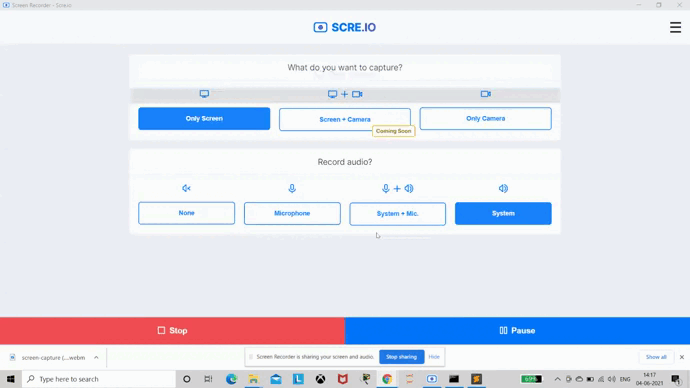 Screen Recorder - Scre.io
SCRE.IO
What do you want to capture?
Only Screen
Screen + Camera
Only Camera
Coming Soon
Record audio?
None
Microphone
System + Mic.
System
Stop
Pause
screen-capture (....webm
Screen Recorder is sharing your screen and audio.
Stop sharing
Hide
Show all
Type here to search
ENG
14:17
04-06-2021